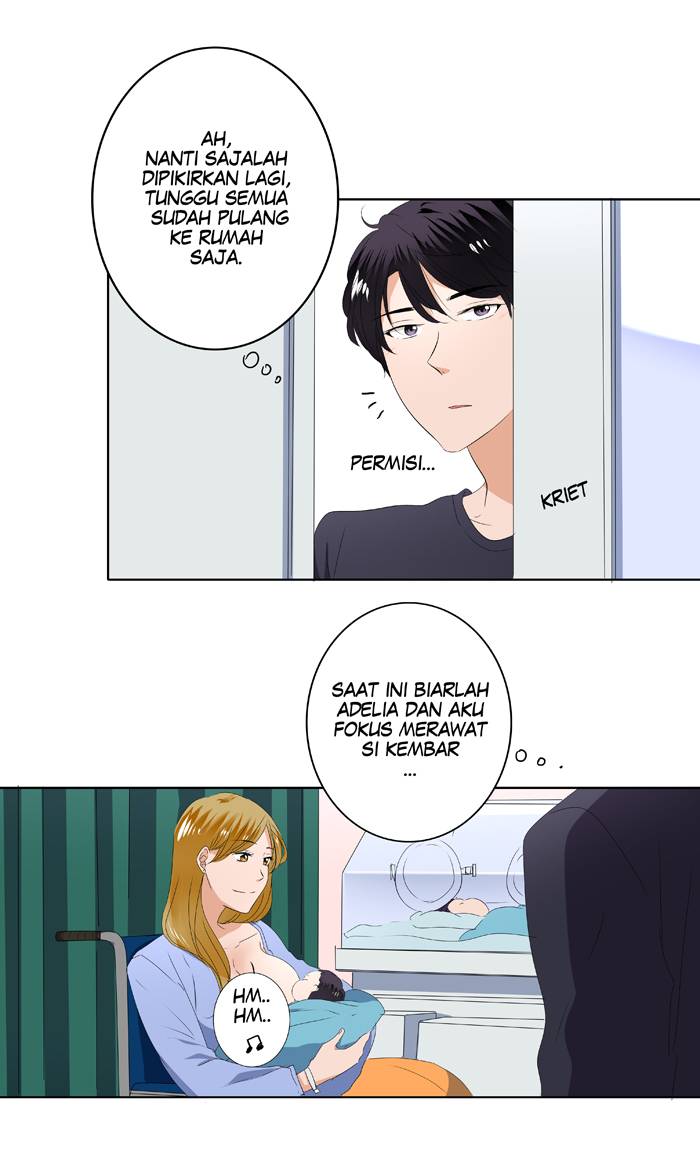 AH,
NANTI SAJALAH
DIPIKIRKAN LAGI,
TUNGGU SEMUA
SUDAH PULANG
KE RUMAH
SAJA.
PERMISI...
KRIET
SAAT INI BIARLAH
ADELIA DAN AKU
FOKUS MERAWAT
SI KEMBAR
...
HM..
HM..